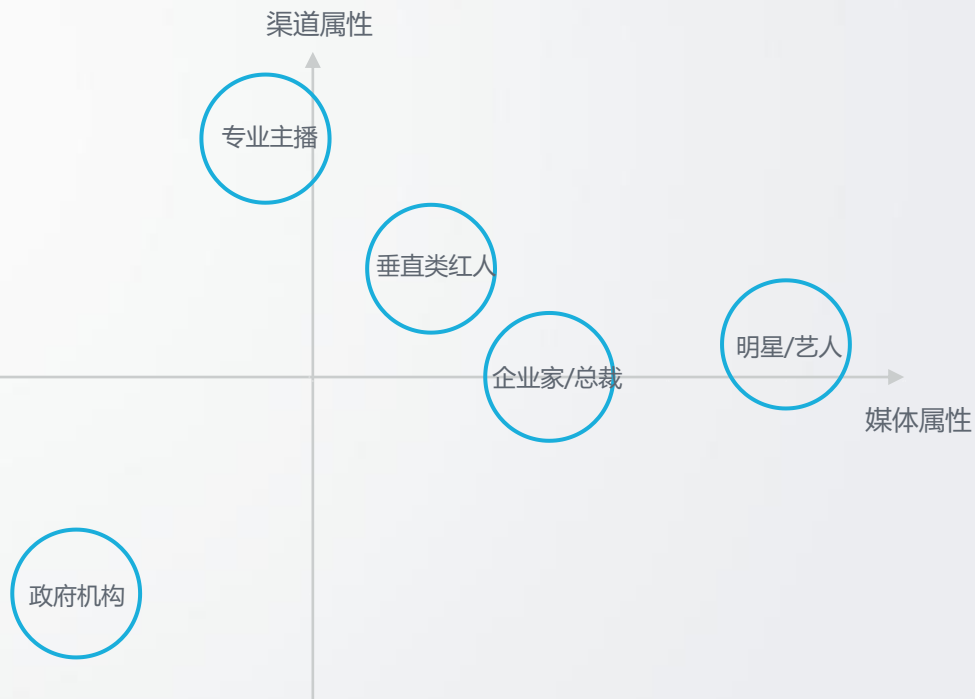 渠道属性
专业主播
垂直类红人
明星/艺人
企业家/总裁
媒体属性
政府机构